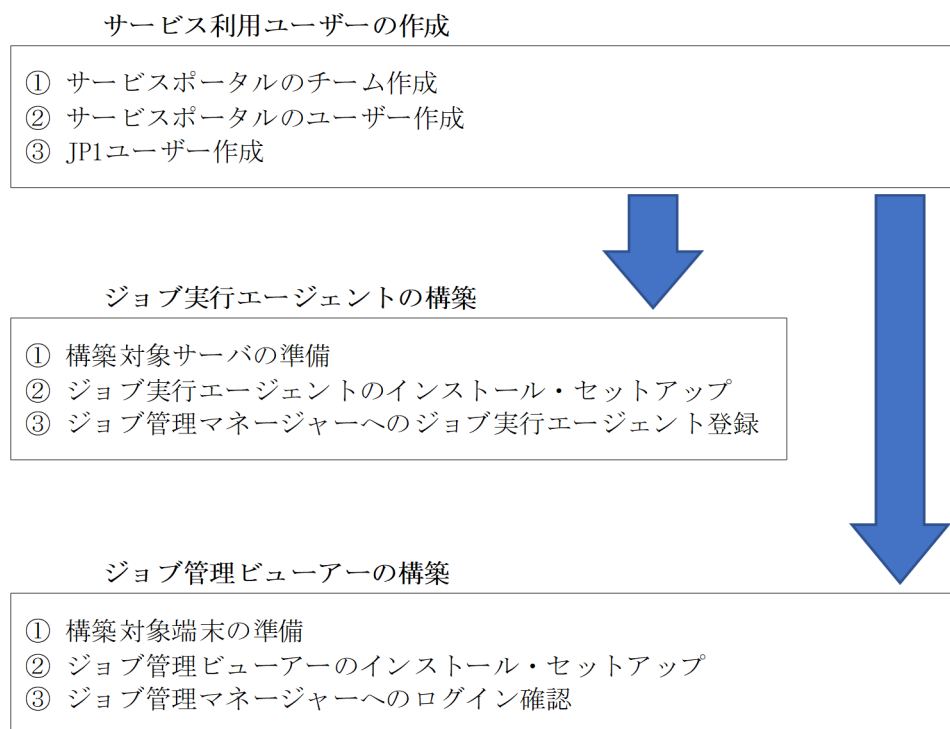 サービス利用ユーザーの作成
① サービスポータルのチーム作成
② サービスポータルのユーザー作成
③ JP1ユーザー作成
ジョブ実行エージェントの構築
① 構築対象サーバの準備
② ジョブ実行エージェントのインストール・セットアップ
③ ジョブ管理マネージャーへのジョブ実行エージェント登録
ジョブ管理ビューアーの構築
① 構築対象端末の準備
② ジョブ管理ビューアーのインストール・セットアップ
③ ジョブ管理マネージャーへのログイン確認